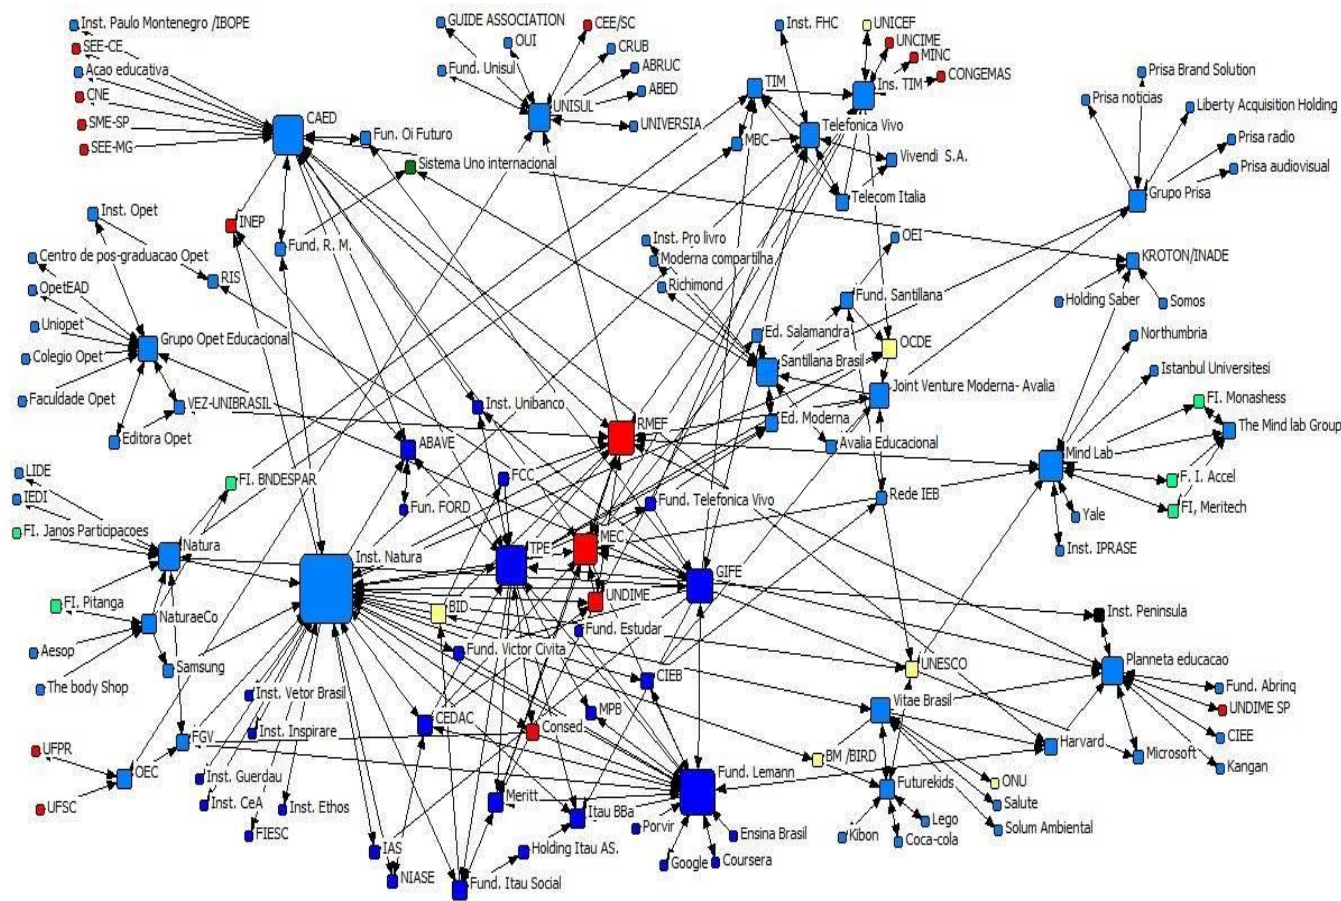 Inst. Paulo Montenegro /IBOPE
GUIDE ASSOCIATION
CEE/SC
Inst. FHC
UNICEF
SEE-CE
OUI
CRUB
UNCIME
MINC
Acao educativa
Fund. Unisul
ABRUC
TIM
Ins. TIM
CONGEMAS
Prisa Brand Solution
CNE
CAED
UNISUL
ABED
Prisa noticias
Liberty Acquisition Holding
SME-SP
Fun. Oi Futuro
UNIVERSIA
MBC
Telefonica Vivo
Prisa radio
SEE-MG
Sistema Uno internacional
Vivendi S.A.
Prisa audiovisual
Telecom Italia
Grupo Prisa
Inst. Opet
INEP
Fund. R. M.
Inst. Pro livro
OEI
Centro de pos-graduacao Opet
RIS
Moderna compartilha
KROTON/INADE
OpetEAD
Richimond
Fund. Santillana
Holding Saber
Somos
Uniopet
Grupo Opet Educacional
Ed. Salamandra
OCDE
Northumbria
Colegio Opet
Santillana Brasil
Istanbul Universitesi
Faculdade Opet
VEZ-UNIBRASIL
Inst. Unibanco
RMEF
Joint Venture Moderna- Avalia
FI. Monashess
Editora Opet
ABAVE
Ed. Moderna
Avalia Educacional
Mind Lab
The Mind lab Group
LIDE
FI. BNDESPAR
FCC
F. I. Accel
IEDI
Fun. FORD
Fund. Telefonica Vivo
Rede IEB
FI, Meritech
FI. Janos Participacoes
Natura
Inst. Natura
TPE
MEC
Yale
Inst. IPRASE
GIFE
FI. Pitanga
NaturaeCo
BID
UNDIME
Inst. Peninsula
Aesop
Samsung
Fund. Victor Civita
Fund. Estudar
UNESCO
Planneta educacao
The body Shop
Inst. Vetor Brasil
CIEB
Fund. Abrinq
CEDAC
MPB
Vitae Brasil
UNDIME SP
UFPR
FGV
Inst. Inspirare
Consed
Harvard
CIEE
OEC
BM /BIRD
Microsoft
Kangan
Inst. Guerdau
Fund. Lemann
Futurekids
ONU
UFSC
Inst. CeA
Inst. Ethos
Meritt
Itau BBa
Salute
FIESC
Porvir
Ensina Brasil
Lego
Solum Ambiental
IAS
Holding Itau AS.
Kibon
Coca-cola
NIASE
Fund. Itau Social
Google
Coursera